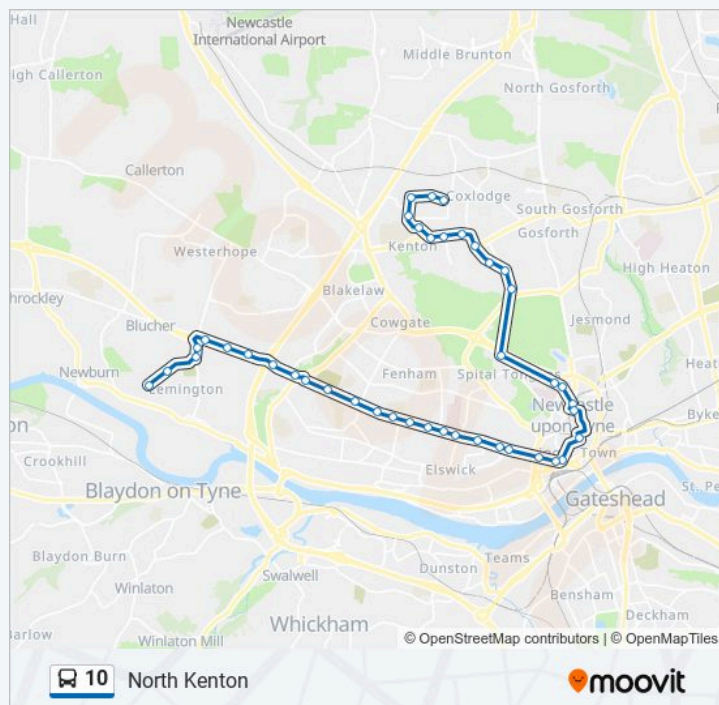 Hall
Newcastle
International Airport
Middle Brunton
igh Callerton
North Gosforth
Callerton
Coxlodge
South Gosforth
Westerhope
Kenton
Gosforth
High Heaton
Blakelaw
hrockley
Blucher
Cowgate
Jesmond
Newburn
Lemington
Fenham
Spital Tongues
Heat
Newcastle
upon Tyne
Byke
on
Crookhill
Elswick
Town
Blaydon on Tyne
St. Pe
Gateshead
Blaydon Burn
Dunston
Teams
Winlaton
Swalwell
Bensham
Deckham
Barlow
Winlaton Mill
Whickham
© OpenStreetMap contributors | © OpenMapTiles
10 North Kenton
moovit